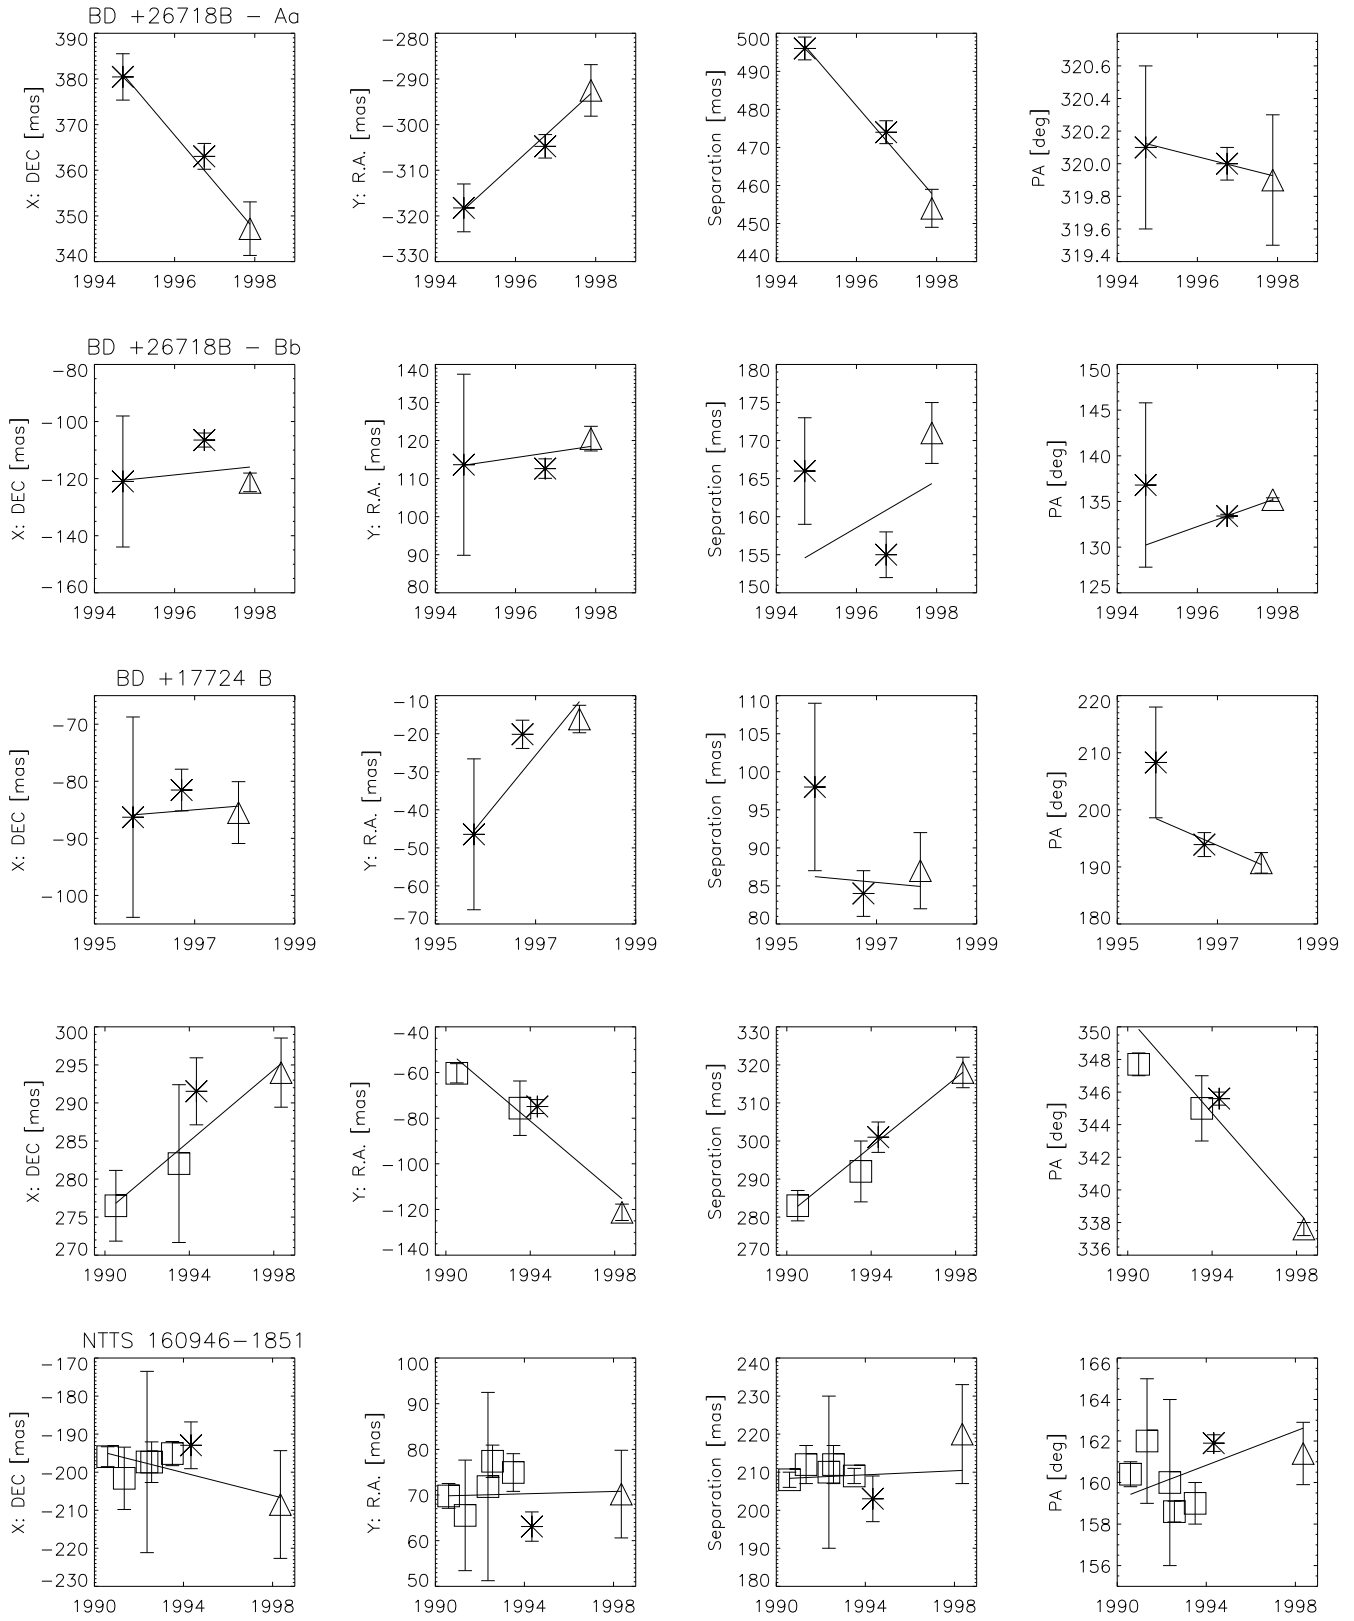 BD +26718B - Aa
X: DEC [mas]
390
380
370
360
350
340
1994 1996 1998
Y: R.A. [mas]
-280
-290
-300
-310
-320
-330
1994 1996 1998
Separation [mas]
500
490
480
470
460
450
440
1994 1996 1998
PA [deg]
320.6
320.4
320.2
320.0
319.8
319.6
319.4
1994 1996 1998
BD +26718B - Bb
X: DEC [mas]
-80
-100
-120
-140
-160
1994 1996 1998
Y: R.A. [mas]
140
130
120
110
100
90
80
1994 1996 1998
Separation [mas]
180
175
170
165
160
155
150
1994 1996 1998
PA [deg]
150
145
140
135
130
125
1994 1996 1998
BD +17724 B
X: DEC [mas]
-70
-80
-90
-100
1995 1997 1999
Y: R.A. [mas]
-10
-20
-30
-40
-50
-60
-70
1995 1997 1999
Separation [mas]
110
105
100
95
90
85
80
1995 1997 1999
PA [deg]
220
210
200
190
180
1995 1997 1999
X: DEC [mas]
300
295
290
285
280
275
270
1990 1994 1998
Y: R.A. [mas]
-40
-60
-80
-100
-120
-140
1990 1994 1998
Separation [mas]
330
320
310
300
290
280
270
1990 1994 1998
PA [deg]
350
348
346
344
342
340
338
336
1990 1994 1998
NTTS 160946-1851
X: DEC [mas]
-170
-180
-190
-200
-210
-220
-230
1990 1994 1998
Y: R.A. [mas]
100
90
80
70
60
50
1990 1994 1998
Separation [mas]
240
230
220
210
200
190
180
1990 1994 1998
PA [deg]
166
164
162
160
158
156
1990 1994 1998